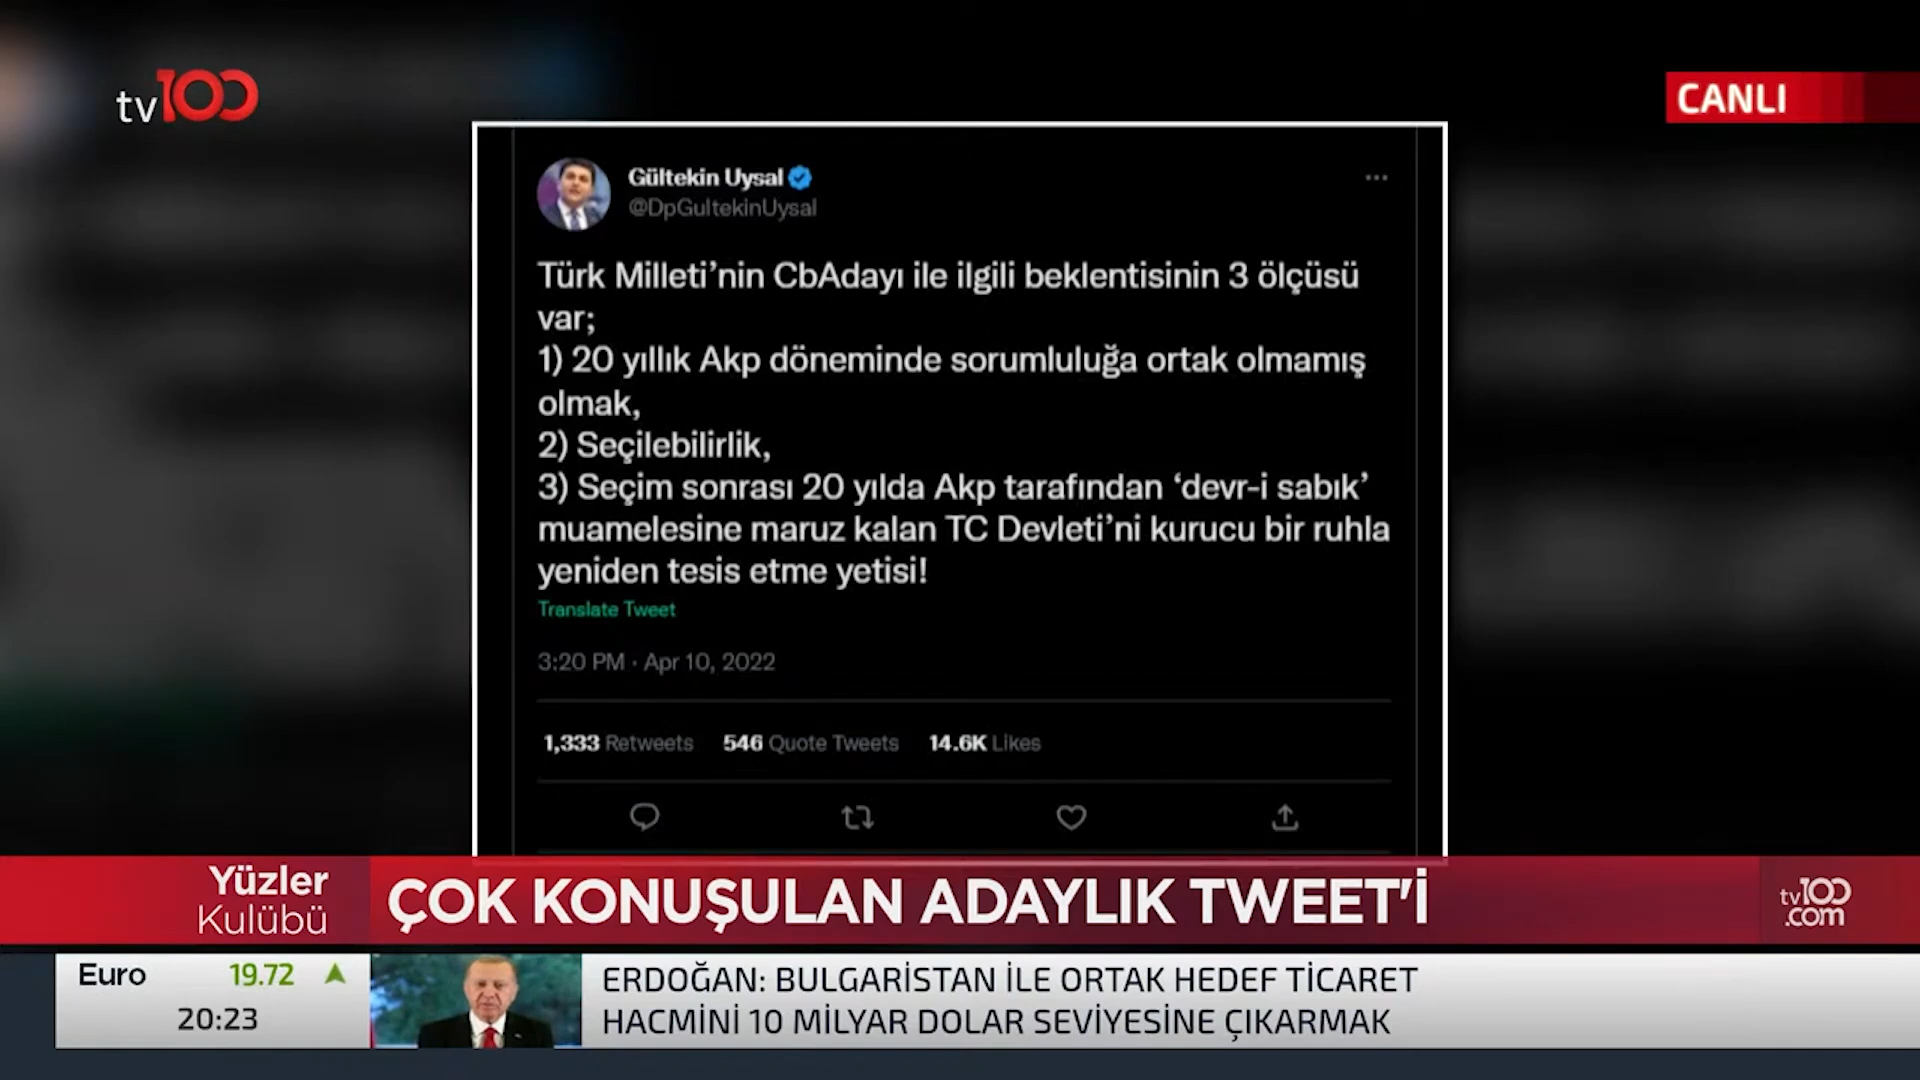 tv100
CANLI
Gültekin Uysal
@DpGultekinUysal
Türk Milleti’nin CbAdayı ile ilgili beklentisinin 3 ölçüsü
var;
1) 20 yıllık Akp döneminde sorumluluğa ortak olmamış
olmak,
2) Seçilebilirlik,
3) Seçim sonrası 20 yılda Akp tarafından ‘devr-i sabık’
muamelesine maruz kalan TC Devleti’ni kurucu bir ruhla
yeniden tesis etme yetisi!
Translate Tweet
3:20 PM · Apr 10, 2022
1,333 Retweets 546 Quote Tweets 14.6K Likes
Yüzler
Kulübü
ÇOK KONUŞULAN ADAYLIK TWEET'İ
tv100
.com
Euro 19.72
20:23
ERDOĞAN: BULGARİSTAN İLE ORTAK HEDEF TİCARET
HACMİNİ 10 MİLYAR DOLAR SEVİYESİNE ÇIKARMAK